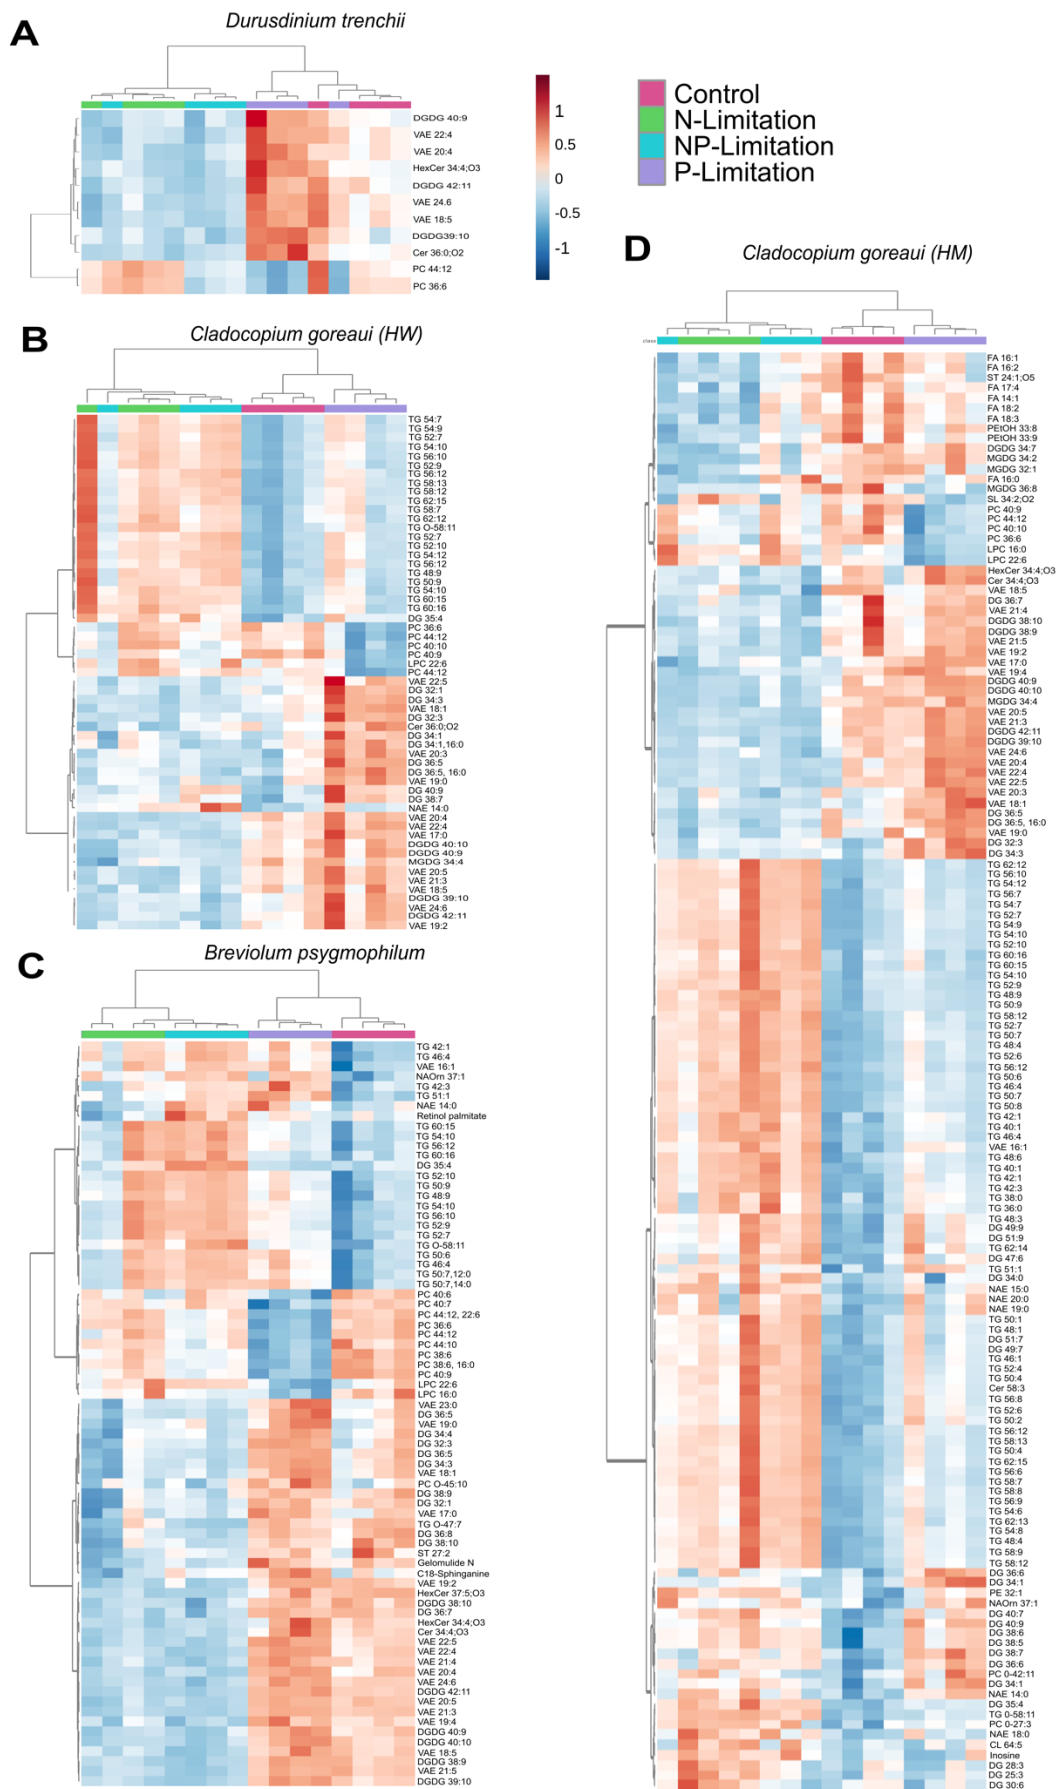 A
Durusdinium trenchii
DGDG 40:9
VAE 22:4
VAE 20:4
HexCer 34:4;O3
DGDG 42:11
VAE 24.6
VAE 18:5
DGDG39:10
Cer 36:0;O2
PC 44:12
PC 36:6
1
0.5
0
-0.5
-1
Control
N-Limitation
NP-Limitation
P-Limitation
B
Cladocopium goreaui (HW)
TG 54:7
TG 54:9
TG 52:7
TG 54:10
TG 56:10
TG 52:9
TG 56:12
TG 58:13
TG 58:12
TG 62:15
TG 58:7
TG 62:12
TG O-58:11
TG 52:7
TG 52:10
TG 54:12
TG 56:12
TG 48:9
TG 50:9
TG 54:10
TG 60:15
TG 60:16
DG 35:4
PC 36:6
PC 44:12
PC 40:10
PC 40:9
LPC 22:6
PC 44:12
VAE 22:5
DG 32:1
DG 34:3
VAE 18:1
DG 32:3
Cer 36:0;O2
DG 34:1
DG 34:1,16:0
VAE 20:3
DG 36:5
DG 36:5, 16:0
VAE 19:0
DG 40:9
DG 38:7
NAE 14:0
VAE 20:4
VAE 22:4
VAE 17:0
DGDG 40:10
DGDG 40:9
MGDG 34:4
VAE 20:5
VAE 21:3
VAE 18:5
DGDG 39:10
VAE 24:6
DGDG 42:11
VAE 19:2
C
Breviolum psygmophilum
TG 42:1
TG 46:4
VAE 16:1
NAOrn 37:1
TG 42:3
TG 51:1
NAE 14:0
Retinol palmitate
TG 60:15
TG 54:10
TG 56:12
TG 60:16
DG 35:4
TG 52:10
TG 50:9
TG 48:9
TG 54:10
TG 56:10
TG 52:9
TG 52:7
TG O-58:11
TG 50:6
TG 46:4
TG 50:7,12:0
TG 50:7,14:0
PC 40:6
PC 40:7
PC 44:12, 22:6
PC 36:6
PC 44:12
PC 44:10
PC 38:6
PC 38:6, 16:0
PC 40:9
LPC 22:6
LPC 16:0
VAE 23:0
DG 36:5
VAE 19:0
DG 34:4
DG 32:3
DG 36:5
DG 34:3
VAE 18:1
PC O-45:10
DG 38:9
DG 32:1
VAE 17:0
TG O-47:7
DG 36:8
DG 38:10
ST 27:2
Gelomulide N
C18-Sphinganine
VAE 19:2
HexCer 37:5;O3
DGDG 38:10
DG 36:7
HexCer 34:4;O3
Cer 34:4;O3
VAE 22:5
VAE 22:4
VAE 21:4
VAE 20:4
VAE 24:6
DGDG 42:11
VAE 20:5
VAE 21:3
VAE 19:4
DGDG 40:9
DGDG 40:10
VAE 18:5
DGDG 38:9
VAE 21:5
DGDG 39:10
D
Cladocopium goreaui (HM)
class
FA 16:1
FA 16:2
ST 24:1;O5
FA 17:4
FA 14:1
FA 18:2
FA 18:3
PEtOH 33:8
PEtOH 33:9
DGDG 34:7
MGDG 34:2
MGDG 32:1
FA 16:0
MGDG 36:8
SL 34:2;O2
PC 40:9
PC 44:12
PC 40:10
PC 36:6
LPC 16:0
LPC 22:6
HexCer 34:4;O3
Cer 34:4;O3
VAE 18:5
DG 36:7
VAE 21:4
DGDG 38:10
DGDG 38:9
VAE 21:5
VAE 19:2
VAE 17:0
VAE 19:4
DGDG 40:9
DGDG 40:10
MGDG 34:4
VAE 20:5
VAE 21:3
DGDG 42:11
DGDG 39:10
VAE 24:6
VAE 20:4
VAE 22:4
VAE 22:5
VAE 20:3
VAE 18:1
DG 36:5
DG 36:5, 16:0
VAE 19:0
DG 32:3
DG 34:3
TG 62:12
TG 56:10
TG 54:12
TG 56:7
TG 54:7
TG 52:7
TG 54:9
TG 54:10
TG 52:10
TG 60:16
TG 60:15
TG 54:10
TG 52:9
TG 48:9
TG 50:9
TG 58:12
TG 52:7
TG 50:7
TG 48:4
TG 52:6
TG 56:12
TG 50:6
TG 46:4
TG 50:7
TG 50:8
TG 42:1
TG 40:1
TG 46:4
VAE 16:1
TG 48:6
TG 40:1
TG 42:1
TG 42:3
TG 38:0
TG 36:0
TG 48:3
DG 49:9
DG 51:9
TG 62:14
DG 47:6
TG 51:1
DG 34:0
NAE 15:0
NAE 20:0
NAE 19:0
TG 50:1
TG 48:1
DG 51:7
DG 49:7
TG 46:1
TG 52:4
TG 50:4
Cer 58:3
TG 56:8
TG 52:6
TG 50:2
TG 56:12
TG 58:13
TG 50:4
TG 62:15
TG 56:6
TG 58:7
TG 58:8
TG 56:9
TG 54:6
TG 62:13
TG 54:8
TG 48:4
TG 58:9
TG 58:12
DG 36:6
DG 34:1
PE 32:1
NAOrn 37:1
DG 40:7
DG 40:9
DG 38:6
DG 38:5
DG 38:7
DG 36:6
PC 0-42:11
DG 34:1
NAE 14:0
DG 35:4
TG 0-58:11
PC 0-27:3
NAE 18:0
CL 64:5
Inosine
DG 28:3
DG 25:3
DG 30:6